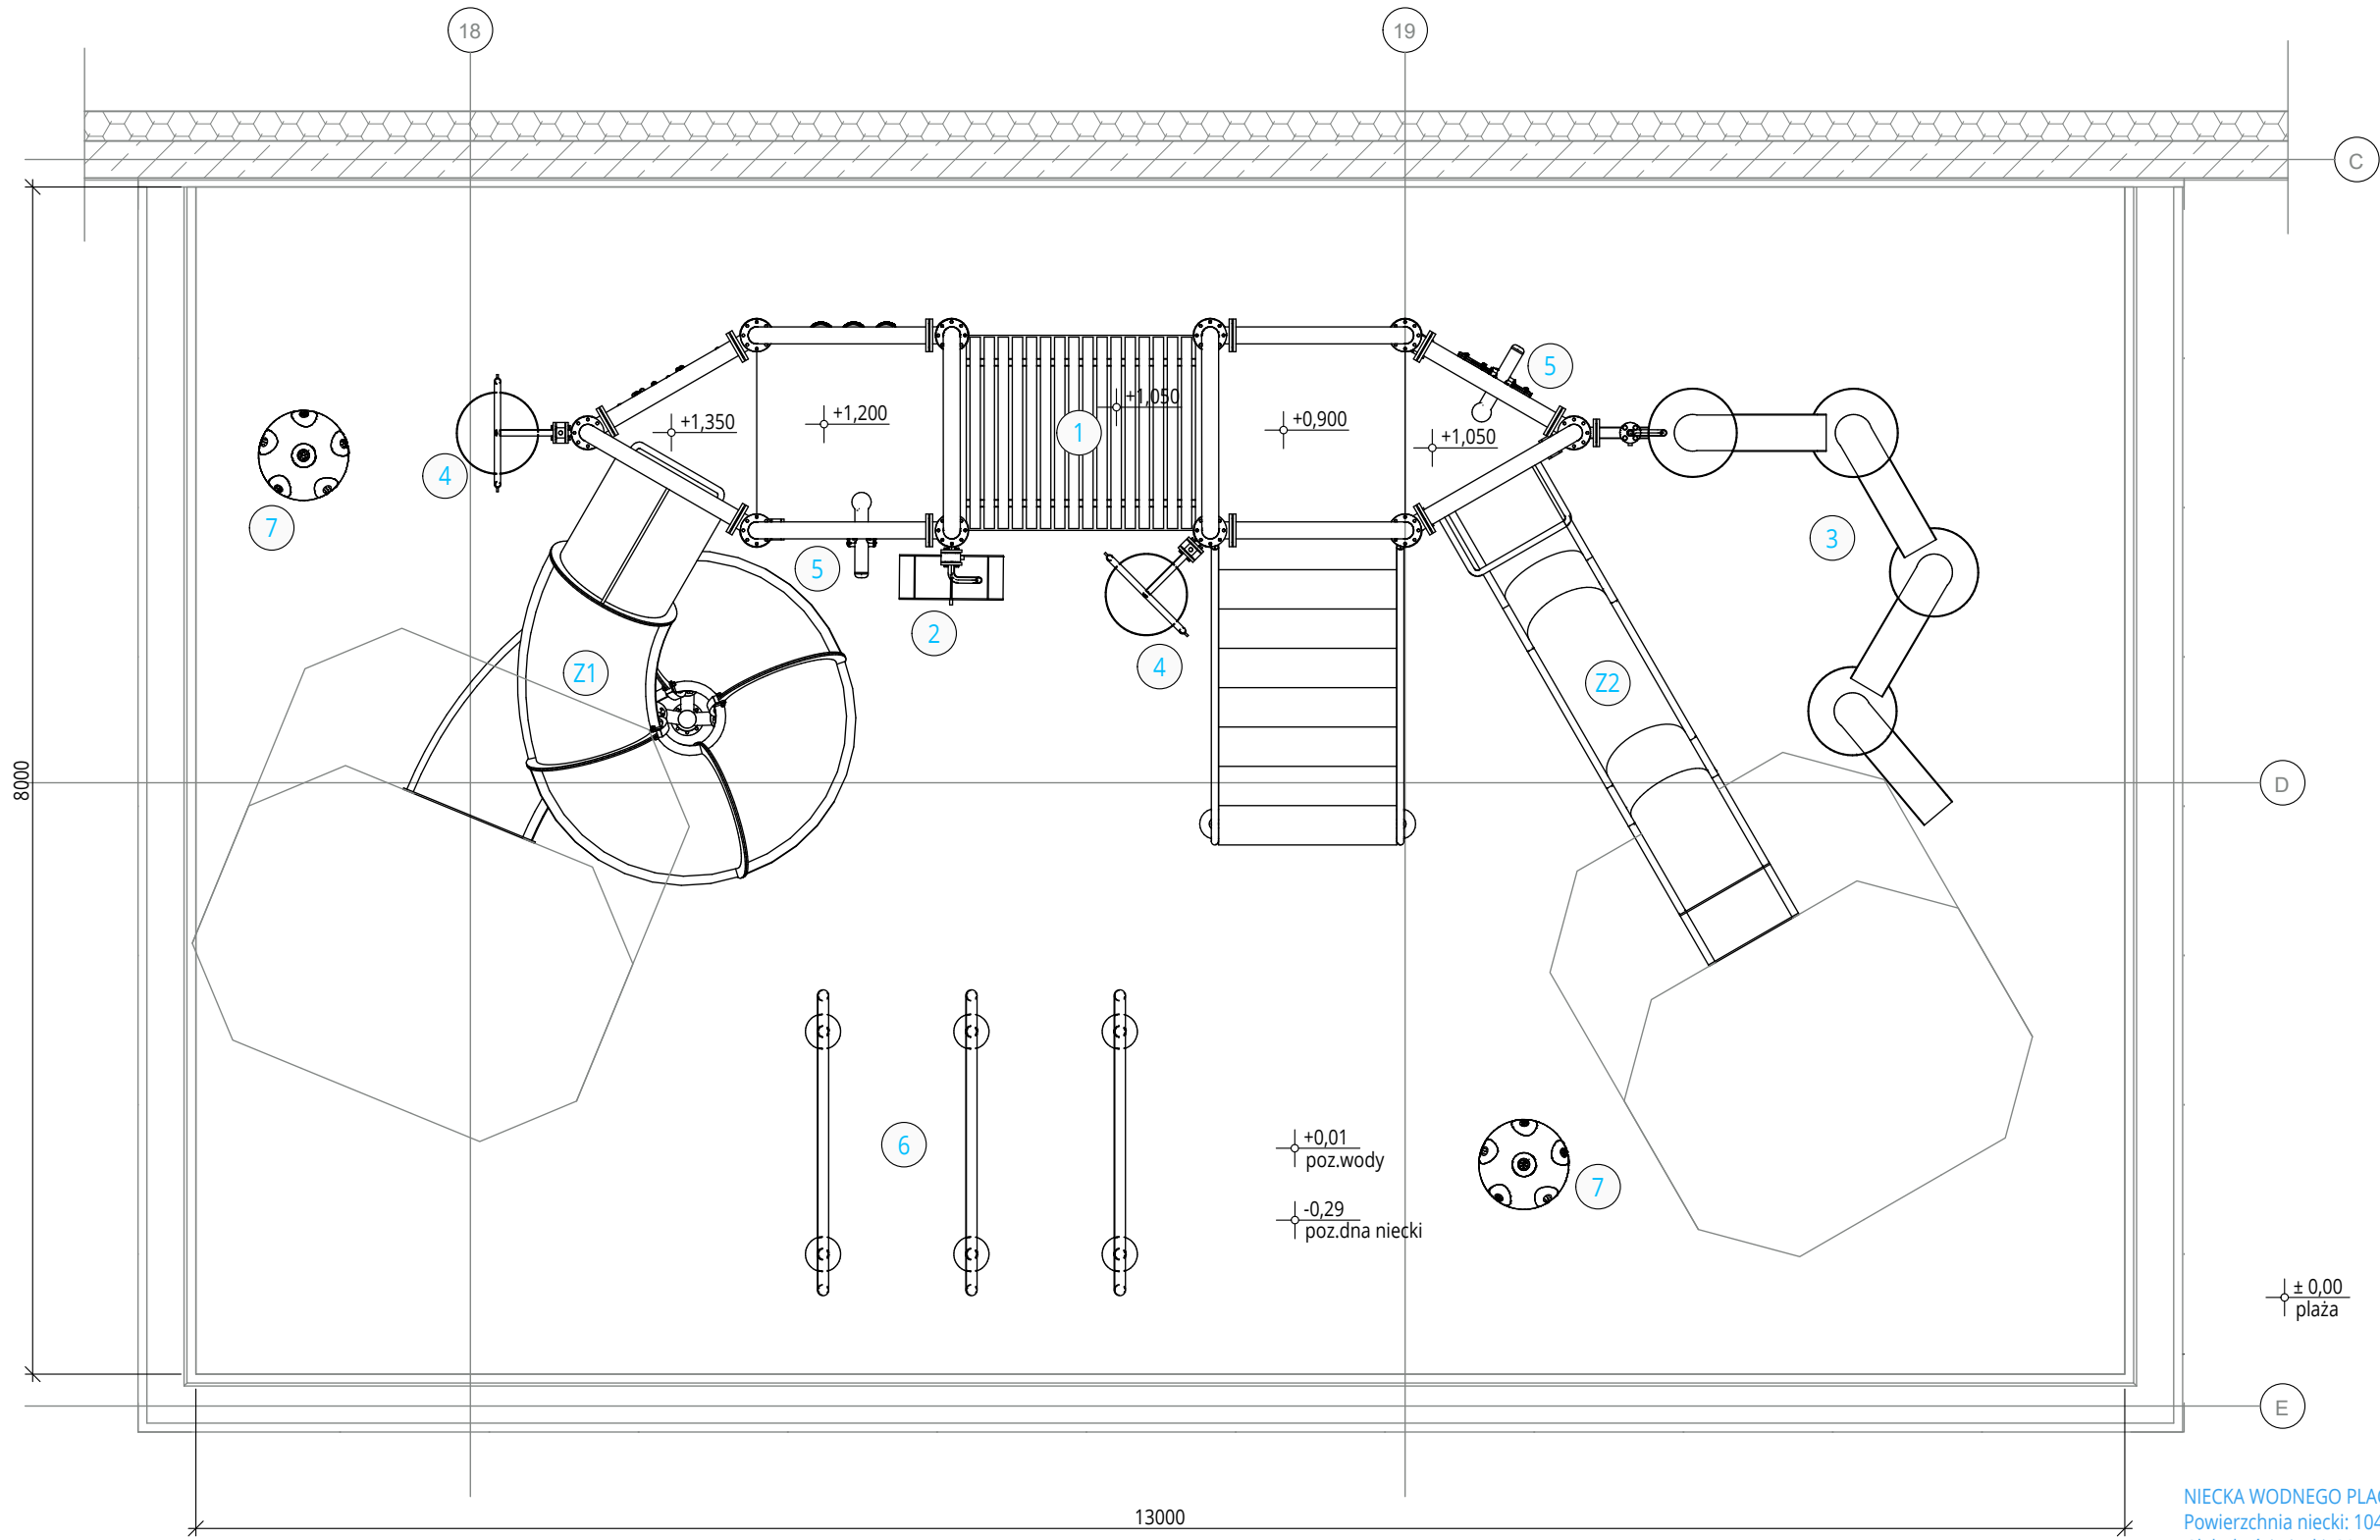 18
19
C
+1,050
+1,350
+1,200
1
+0,900
+1,050
5
4
7
3
5
2
4
Z1
Z2
8000
D
6
+0,01
poz.wody
7
-0,29
poz.dna niecki
± 0,00
plaża
E
NIECKA WODNEGO
13000
Powierzchnia niecki: